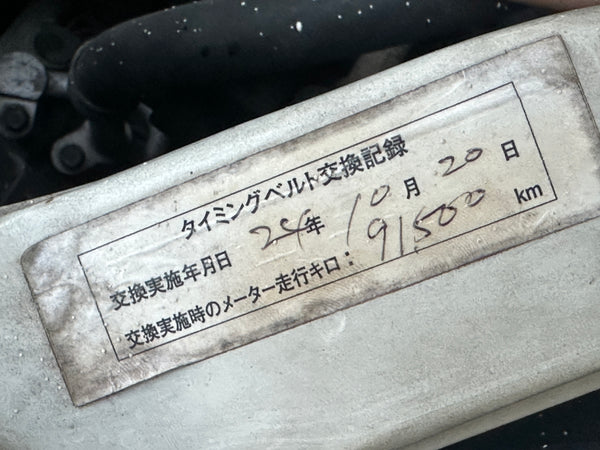 タイミングベルト交換記録
交換実施年月日 24年 10月 20日
交換実施時のメーター走行キロ： 91500 km